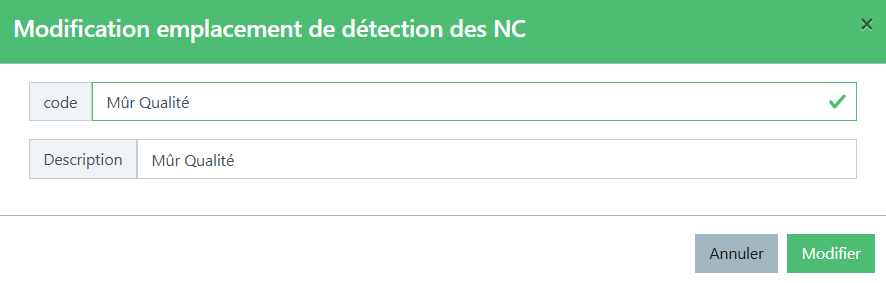 Modification emplacement de détection des NC
×
code Mûr Qualité
Description Mûr Qualité
Annuler Modifier